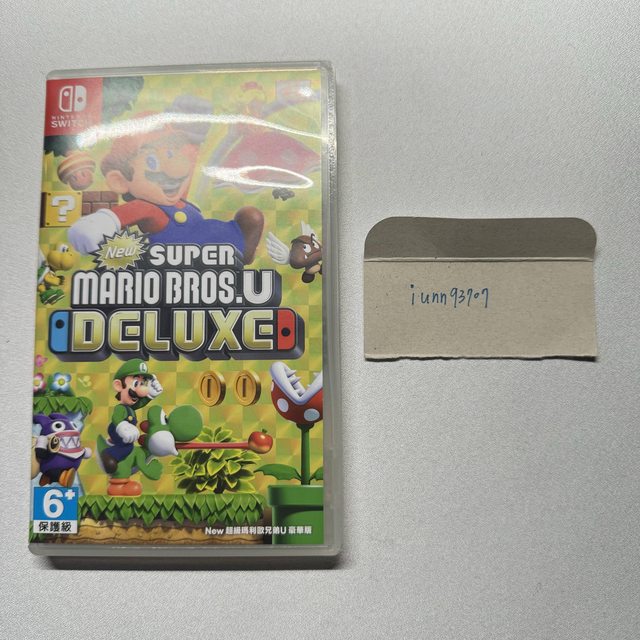 NINTENDO
SWITCH
?
New
SUPER
MARIO BROS. U
DELUXE
6+
保護級
New 超級瑪利歐兄弟U 豪華版
iunn93707